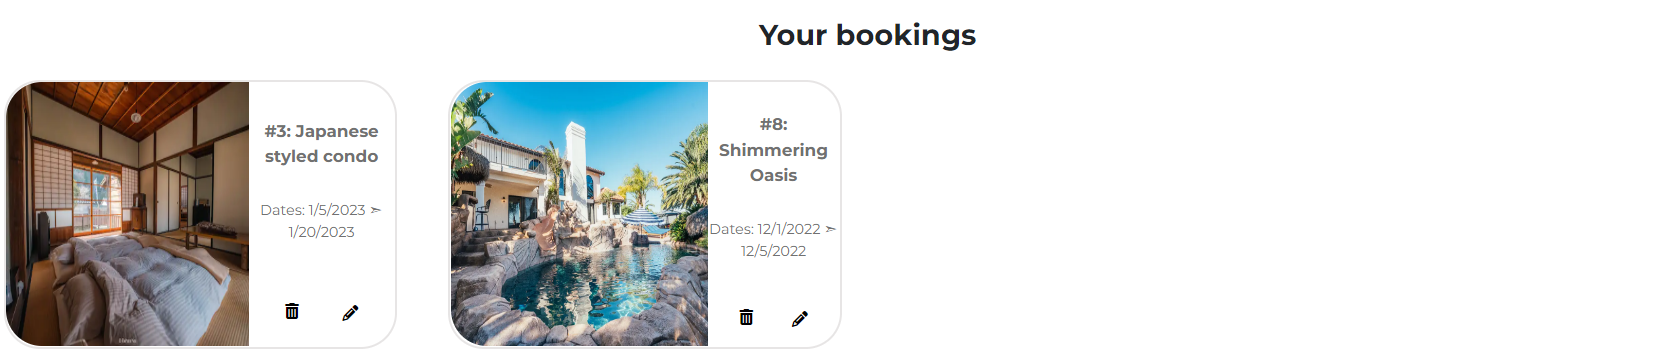 Your bookings
#3: Japanese
styled condo
Dates: 1/5/2023 ➣
1/20/2023
#8:
Shimmering
Oasis
Dates: 12/1/2022 ➣
12/5/2022